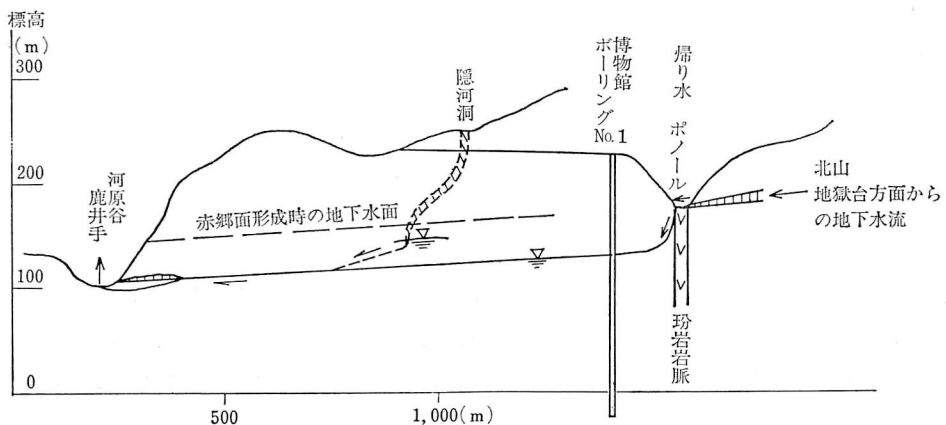 標高
(m)
300
200
100
0
500
1,000(m)
河原谷
鹿井手
赤郷面形成時の地下水面
隠河洞
博物館
ボーリング
No.1
帰り水 ポノール
北山
地獄台方面から
の地下水流
玢岩岩脈